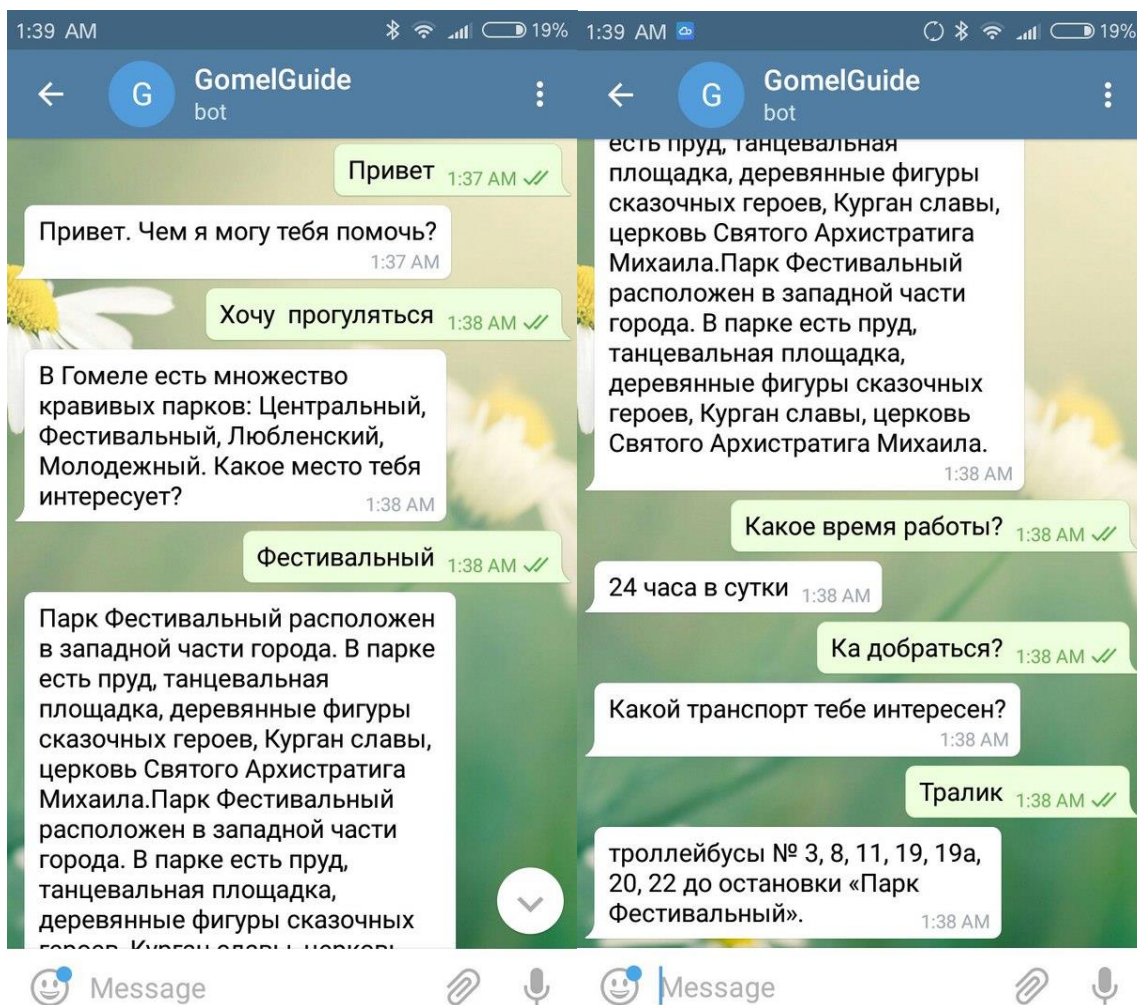 1:39 AM
19%
GomelGuide
bot
G
Привет 1:37 AM
Привет. Чем я могу тебя помочь?
1:37 AM
Хочу  прогуляться 1:38 AM
В Гомеле есть множество
кравивых парков: Центральный,
Фестивальный, Любленский,
Молодежный. Какое место тебя
интересует? 1:38 AM
Фестивальный 1:38 AM
Парк Фестивальный расположен
в западной части города. В парке
есть пруд, танцевальная
площадка, деревянные фигуры
сказочных героев, Курган славы,
церковь Святого Архистратига
Михаила.Парк Фестивальный
расположен в западной части
города. В парке есть пруд,
танцевальная площадка,
деревянные фигуры сказочных
героев, Курган славы, церковь
Message
1:39 AM
19%
GomelGuide
bot
G
есть пруд, танцевальная
площадка, деревянные фигуры
сказочных героев, Курган славы,
церковь Святого Архистратига
Михаила.Парк Фестивальный
расположен в западной части
города. В парке есть пруд,
танцевальная площадка,
деревянные фигуры сказочных
героев, Курган славы, церковь
Святого Архистратига Михаила.
1:38 AM
Какое время работы? 1:38 AM
24 часа в сутки 1:38 AM
Ка добраться? 1:38 AM
Какой транспорт тебе интересен?
1:38 AM
Тралик 1:38 AM
троллейбусы № 3, 8, 11, 19, 19а,
20, 22 до остановки «Парк
Фестивальный». 1:38 AM
Message